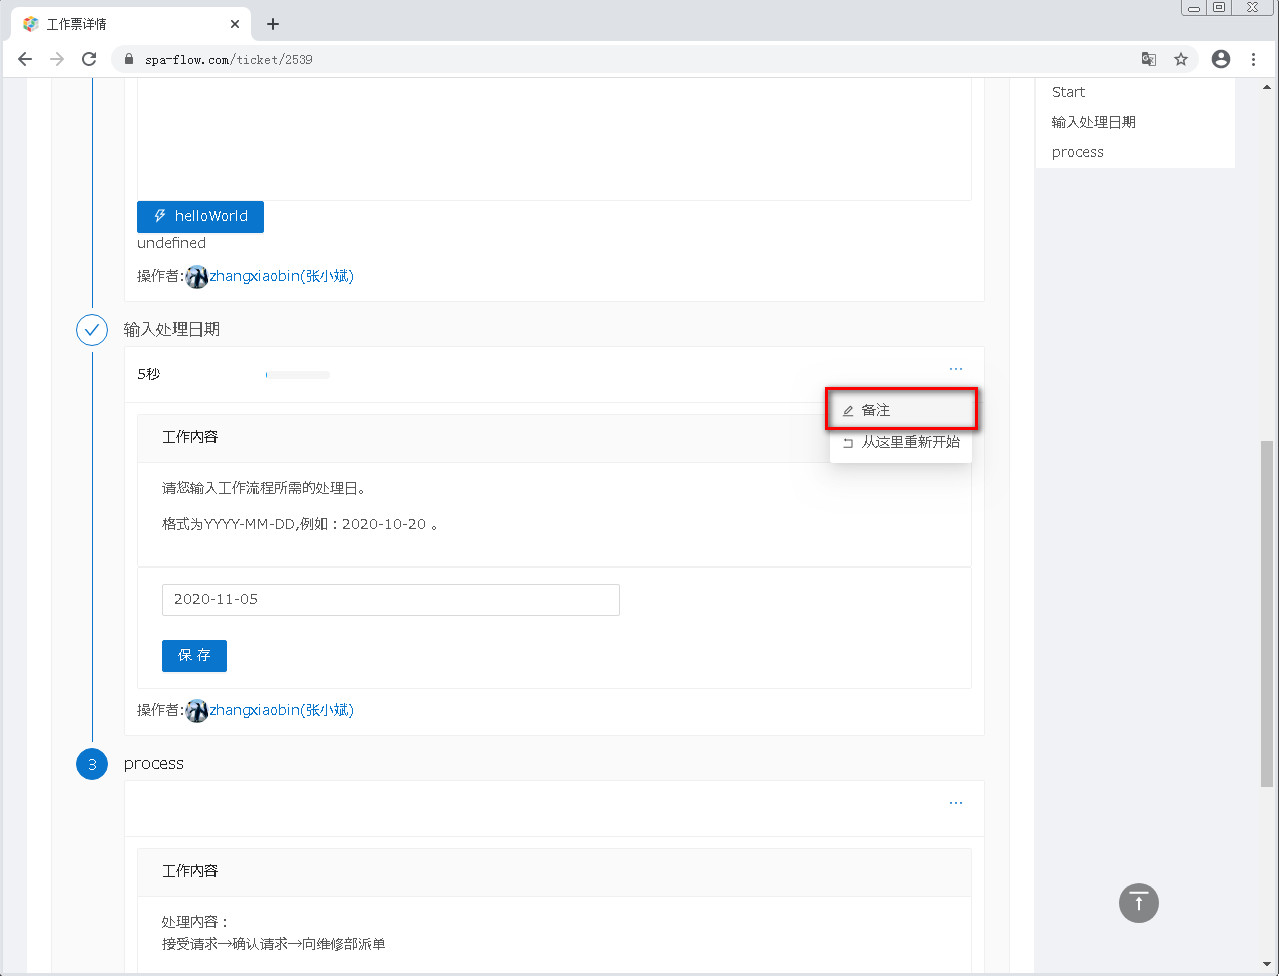 工作票详情
spa-flow.com/ticket/2539
Start
输入处理日期
process
helloWorld
undefined
操作者:zhangxiaobin(张小斌)
输入处理日期
5秒
备注
从这里重新开始
工作内容
请您输入工作流程所需的处理日。
格式为YYYY-MM-DD,例如：2020-10-20 。
2020-11-05
保 存
操作者:zhangxiaobin(张小斌)
3 process
工作内容
处理内容：
接受请求→确认请求→向维修部派单